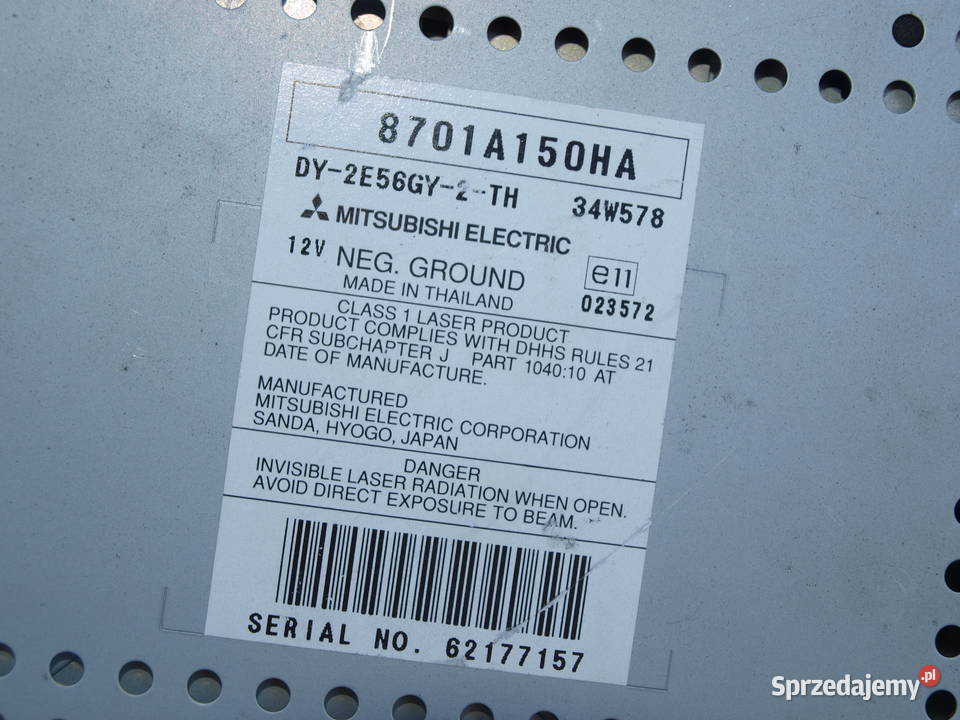 8701A150HA
DY-2E56GY-2-TH 34W578
MITSUBISHI ELECTRIC
12V NEG. GROUND e11
MADE IN THAILAND 023572
CLASS 1 LASER PRODUCT
PRODUCT COMPLIES WITH DHHS RULES 21
CFR SUBCHAPTER J PART 1040:10 AT
DATE OF MANUFACTURE.
MANUFACTURED
MITSUBISHI ELECTRIC CORPORATION
SANDA, HYOGO, JAPAN
DANGER
INVISIBLE LASER RADIATION WHEN OPEN.
AVOID DIRECT EXPOSURE TO BEAM.
SERIAL NO. 62177157
Sprzedajemy.pl